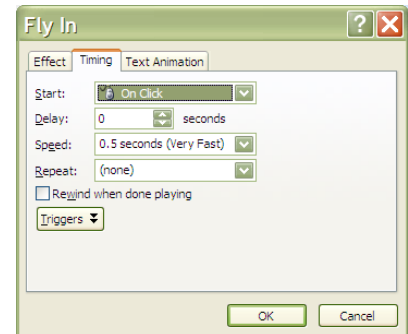 Fly In
Effect Timing Text Animation
Start: On Click
Delay: 0 seconds
Speed: 0.5 seconds (Very Fast)
Repeat: (none)
Rewind when done playing
Triggers
OK Cancel